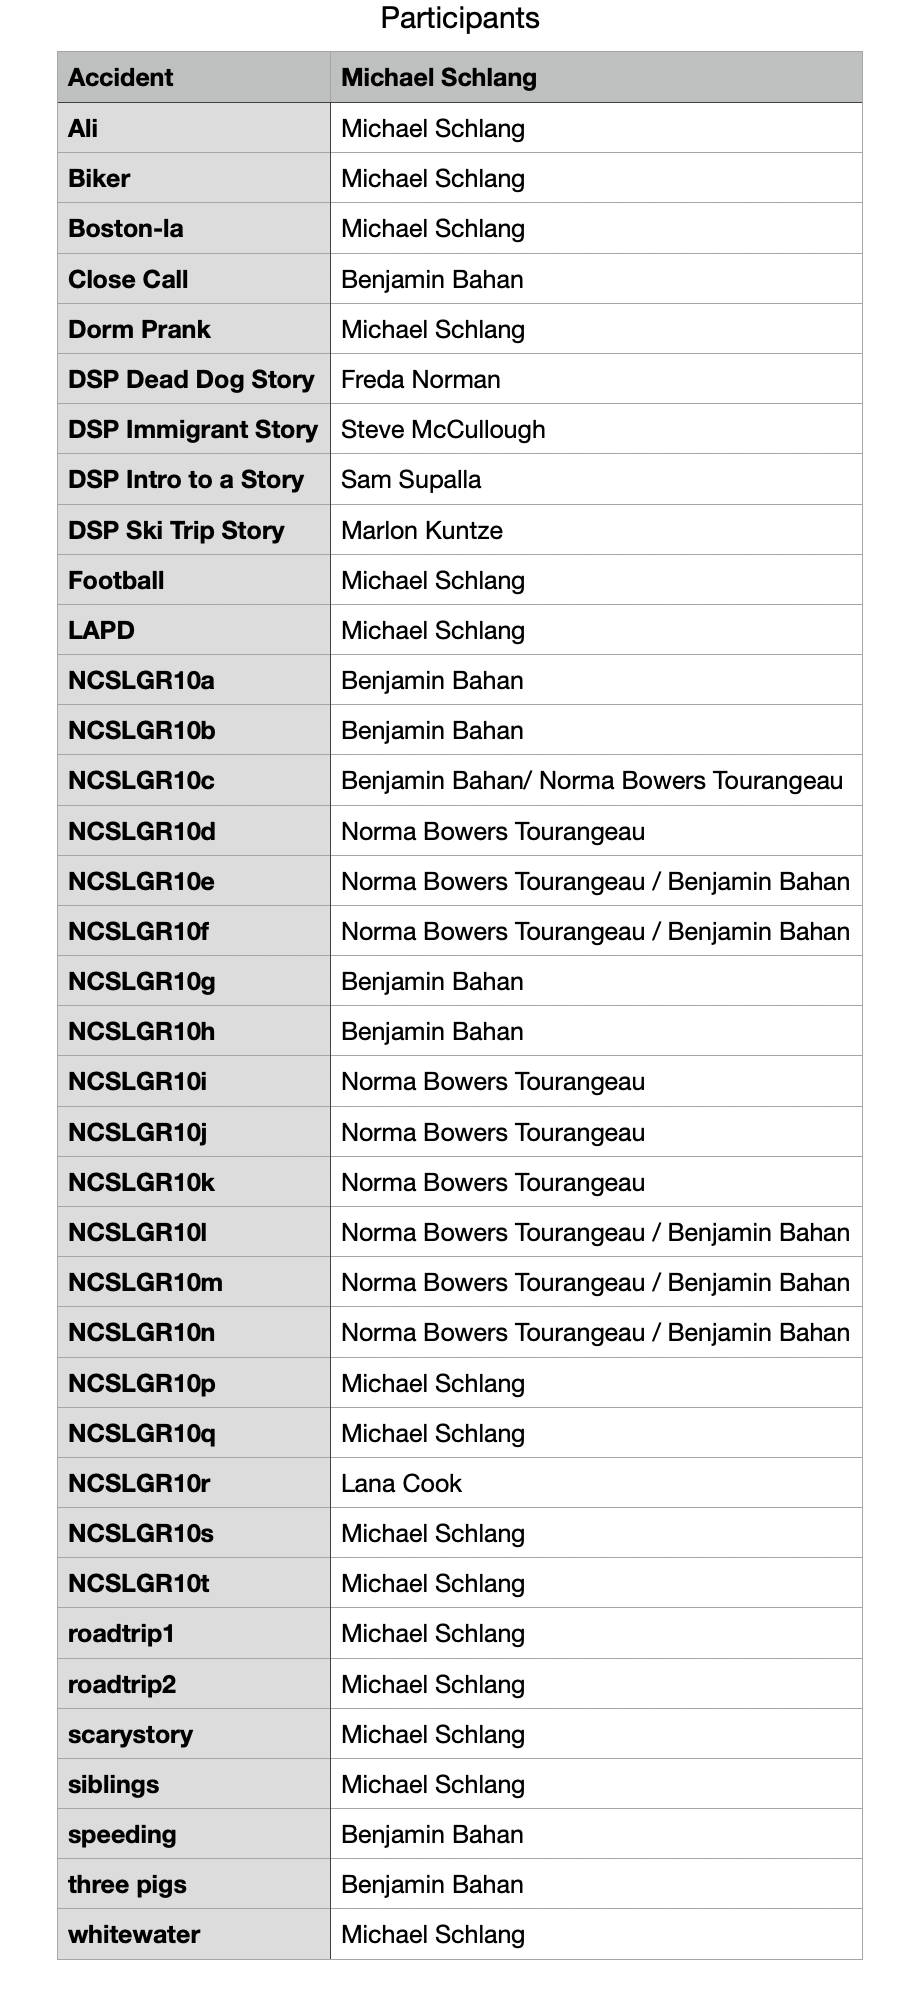 Participants
Accident Michael Schlang
Ali Michael Schlang
Biker Michael Schlang
Boston-la Michael Schlang
Close Call Benjamin Bahan
Dorm Prank Michael Schlang
DSP Dead Dog Story Freda Norman
DSP Immigrant Story Steve McCullough
DSP Intro to a Story Sam Supalla
DSP Ski Trip Story Marlon Kuntze
Football Michael Schlang
LAPD Michael Schlang
NCSLGR10a Benjamin Bahan
NCSLGR10b Benjamin Bahan
NCSLGR10c Benjamin Bahan/ Norma Bowers Tourangeau
NCSLGR10d Norma Bowers Tourangeau
NCSLGR10e Norma Bowers Tourangeau / Benjamin Bahan
NCSLGR10f Norma Bowers Tourangeau / Benjamin Bahan
NCSLGR10g Benjamin Bahan
NCSLGR10h Benjamin Bahan
NCSLGR10i Norma Bowers Tourangeau
NCSLGR10j Norma Bowers Tourangeau
NCSLGR10k Norma Bowers Tourangeau
NCSLGR10l Norma Bowers Tourangeau / Benjamin Bahan
NCSLGR10m Norma Bowers Tourangeau / Benjamin Bahan
NCSLGR10n Norma Bowers Tourangeau / Benjamin Bahan
NCSLGR10p Michael Schlang
NCSLGR10q Michael Schlang
NCSLGR10r Lana Cook
NCSLGR10s Michael Schlang
NCSLGR10t Michael Schlang
roadtrip1 Michael Schlang
roadtrip2 Michael Schlang
scarystory Michael Schlang
siblings Michael Schlang
speeding Benjamin Bahan
three pigs Benjamin Bahan
whitewater Michael Schlang